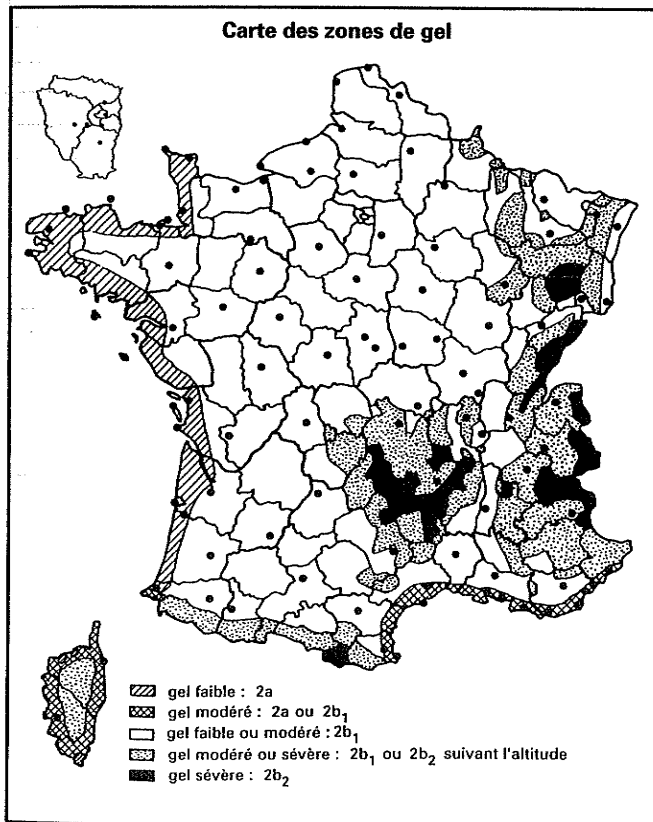 Carte des zones de gel
gel faible : 2a
gel modéré : 2a ou 2b₁
gel faible ou modéré : 2b₁
gel modéré ou sévère : 2b₁ ou 2b₂ suivant l'altitude
gel sévère : 2b₂